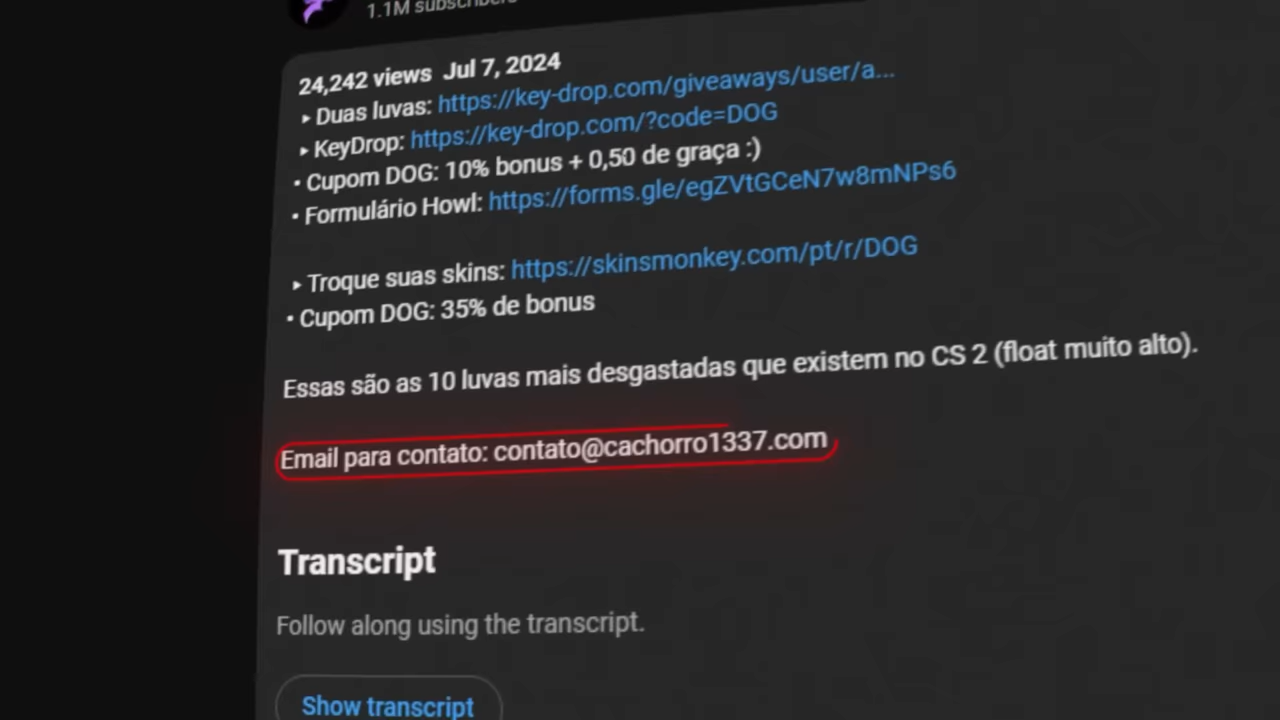 1.1M subscribers
24,242 views Jul 7, 2024
▸ Duas luvas: https://key-drop.com/giveaways/user/a...
▸ KeyDrop: https://key-drop.com/?code=DOG
• Cupom DOG: 10% bonus + 0,50 de graça :)
• Formulário Howl: https://forms.gle/egZVtGCeN7w8mNPs6
▸ Troque suas skins: https://skinsmonkey.com/pt/r/DOG
• Cupom DOG: 35% de bonus
Essas são as 10 luvas mais desgastadas que existem no CS 2 (float muito alto).
Email para contato: contato@cachorro1337.com
Transcript
Follow along using the transcript.
Show transcript